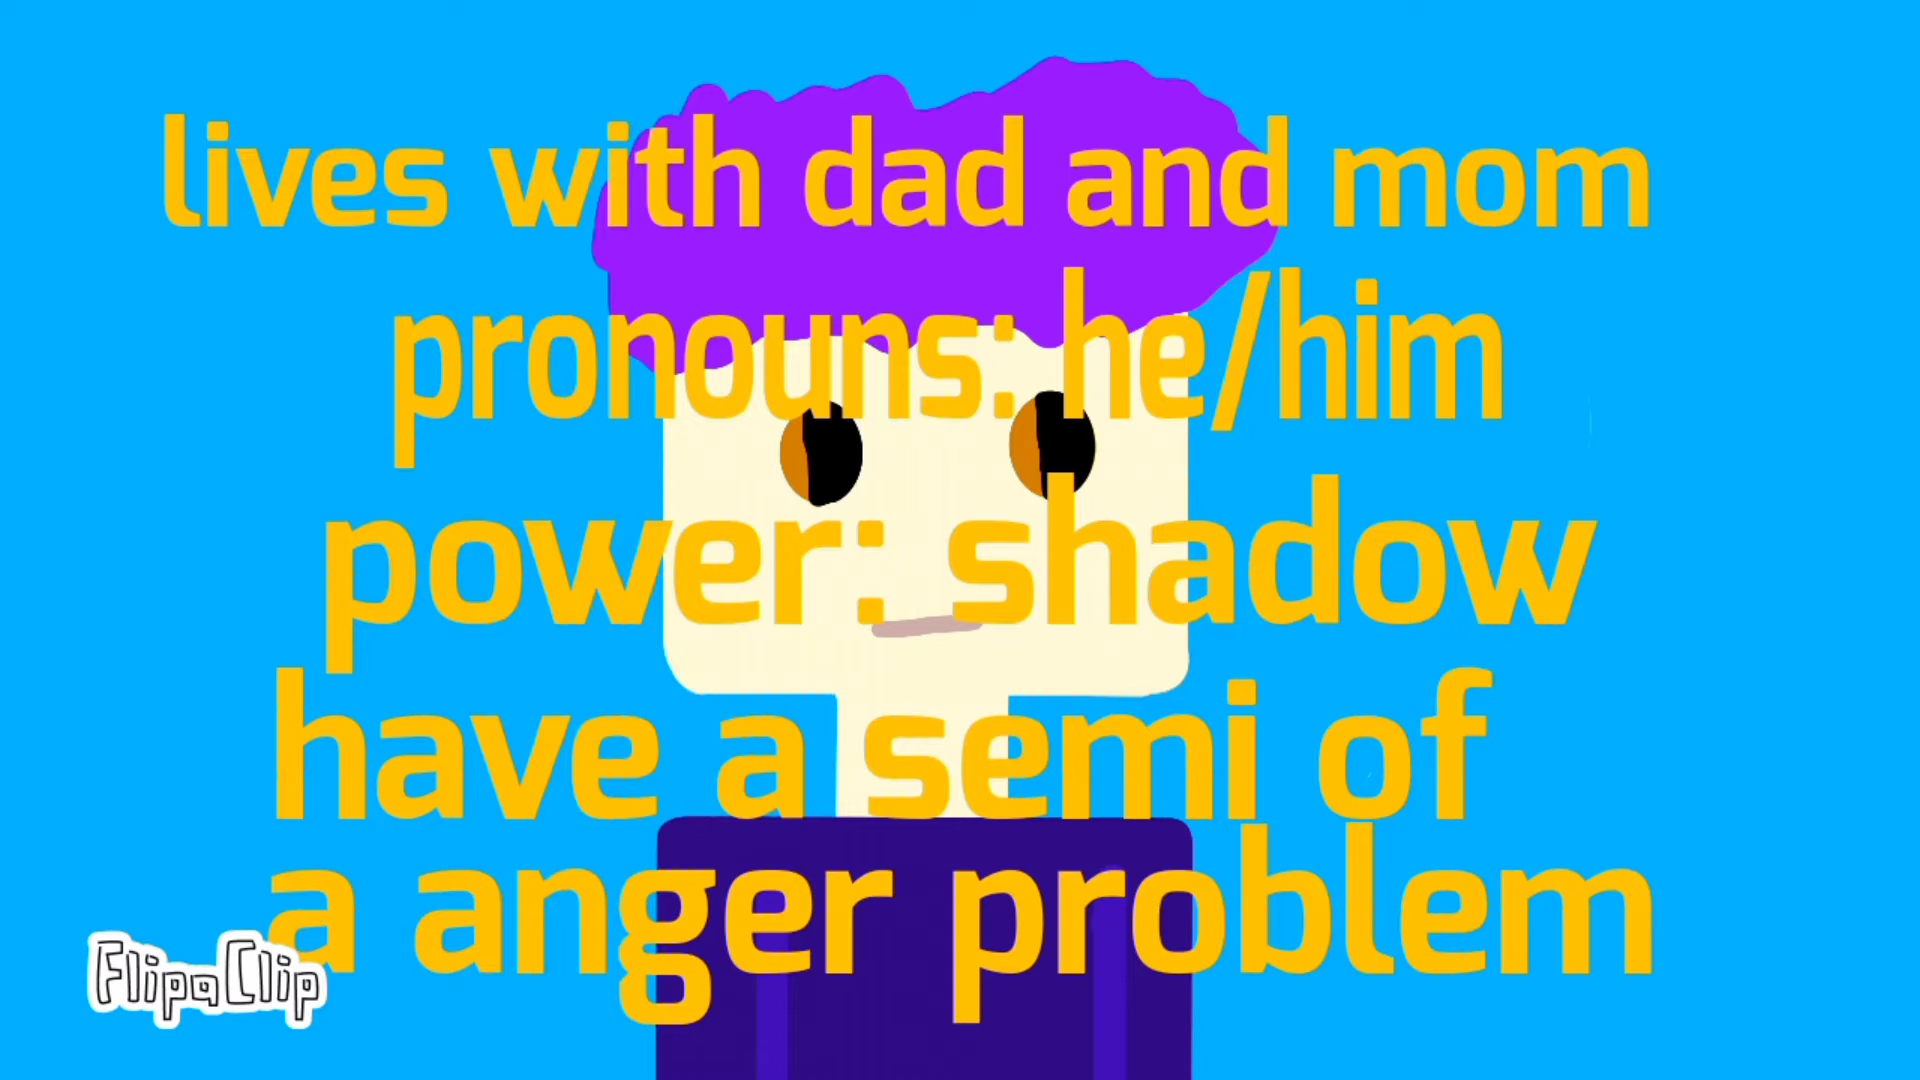 lives with dad and mom
pronouns: he/him
power: shadow
have a semi of
a anger problem
FlipaClip